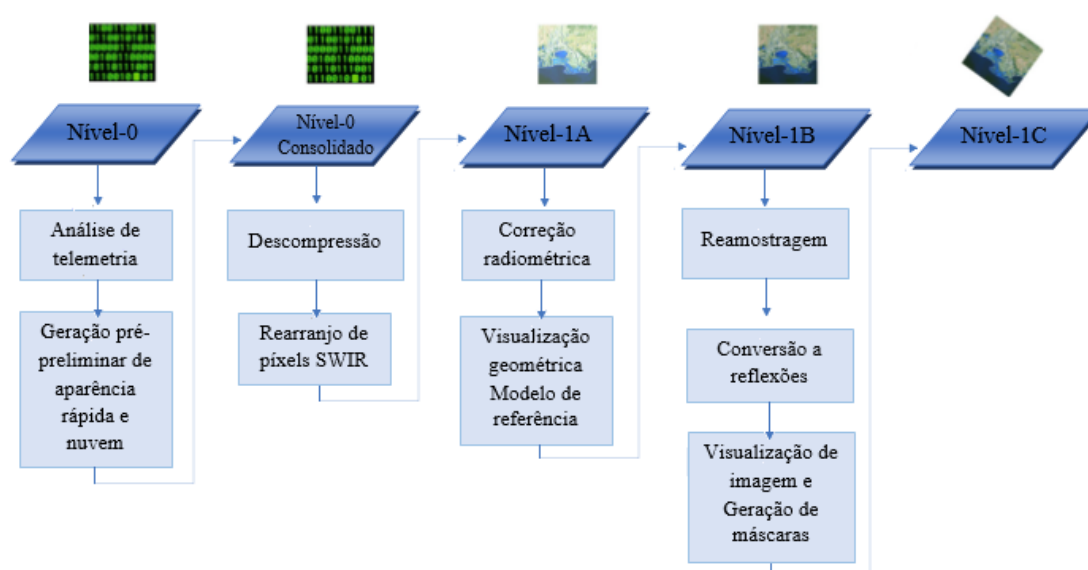 Nível-0
Análise de
telemetria
Geração pré-
preliminar de
aparência
rápida e
nuvem
Nível-0
Consolidado
Descompressão
Rearranjo de
píxels SWIR
Nível-1A
Correção
radiométrica
Visualização
geométrica
Modelo de
referência
Nível-1B
Reamostragem
Conversão a
reflexões
Visualização de
imagem e
Geração de
máscaras
Nível-1C